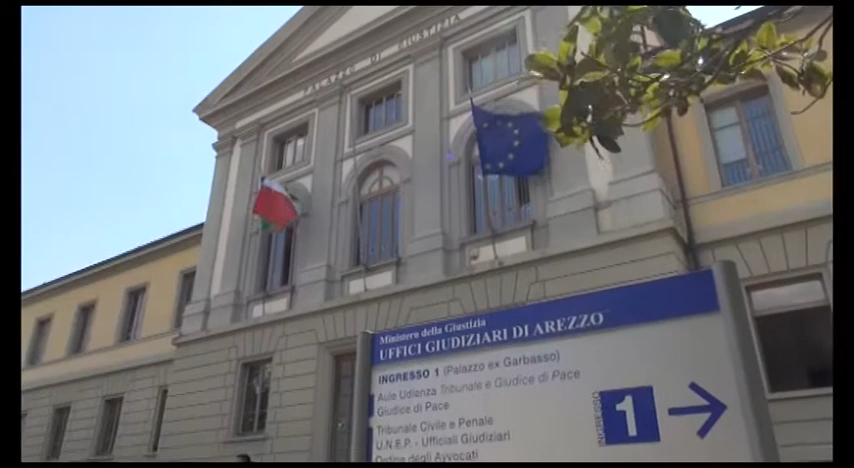 PALAZZO DI GIUSTIZIA
Ministero della Giustizia
UFFICI GIUDIZIARI DI AREZZO
INGRESSO 1 (Palazzo ex Garbasso)
Aule Udienza Tribunale e Giudice di Pace
Giudice di Pace
Tribunale Civile e Penale
U.N.E.P. - Ufficiali Giudiziari
Ordine degli Avvocati
INGRESSO
1